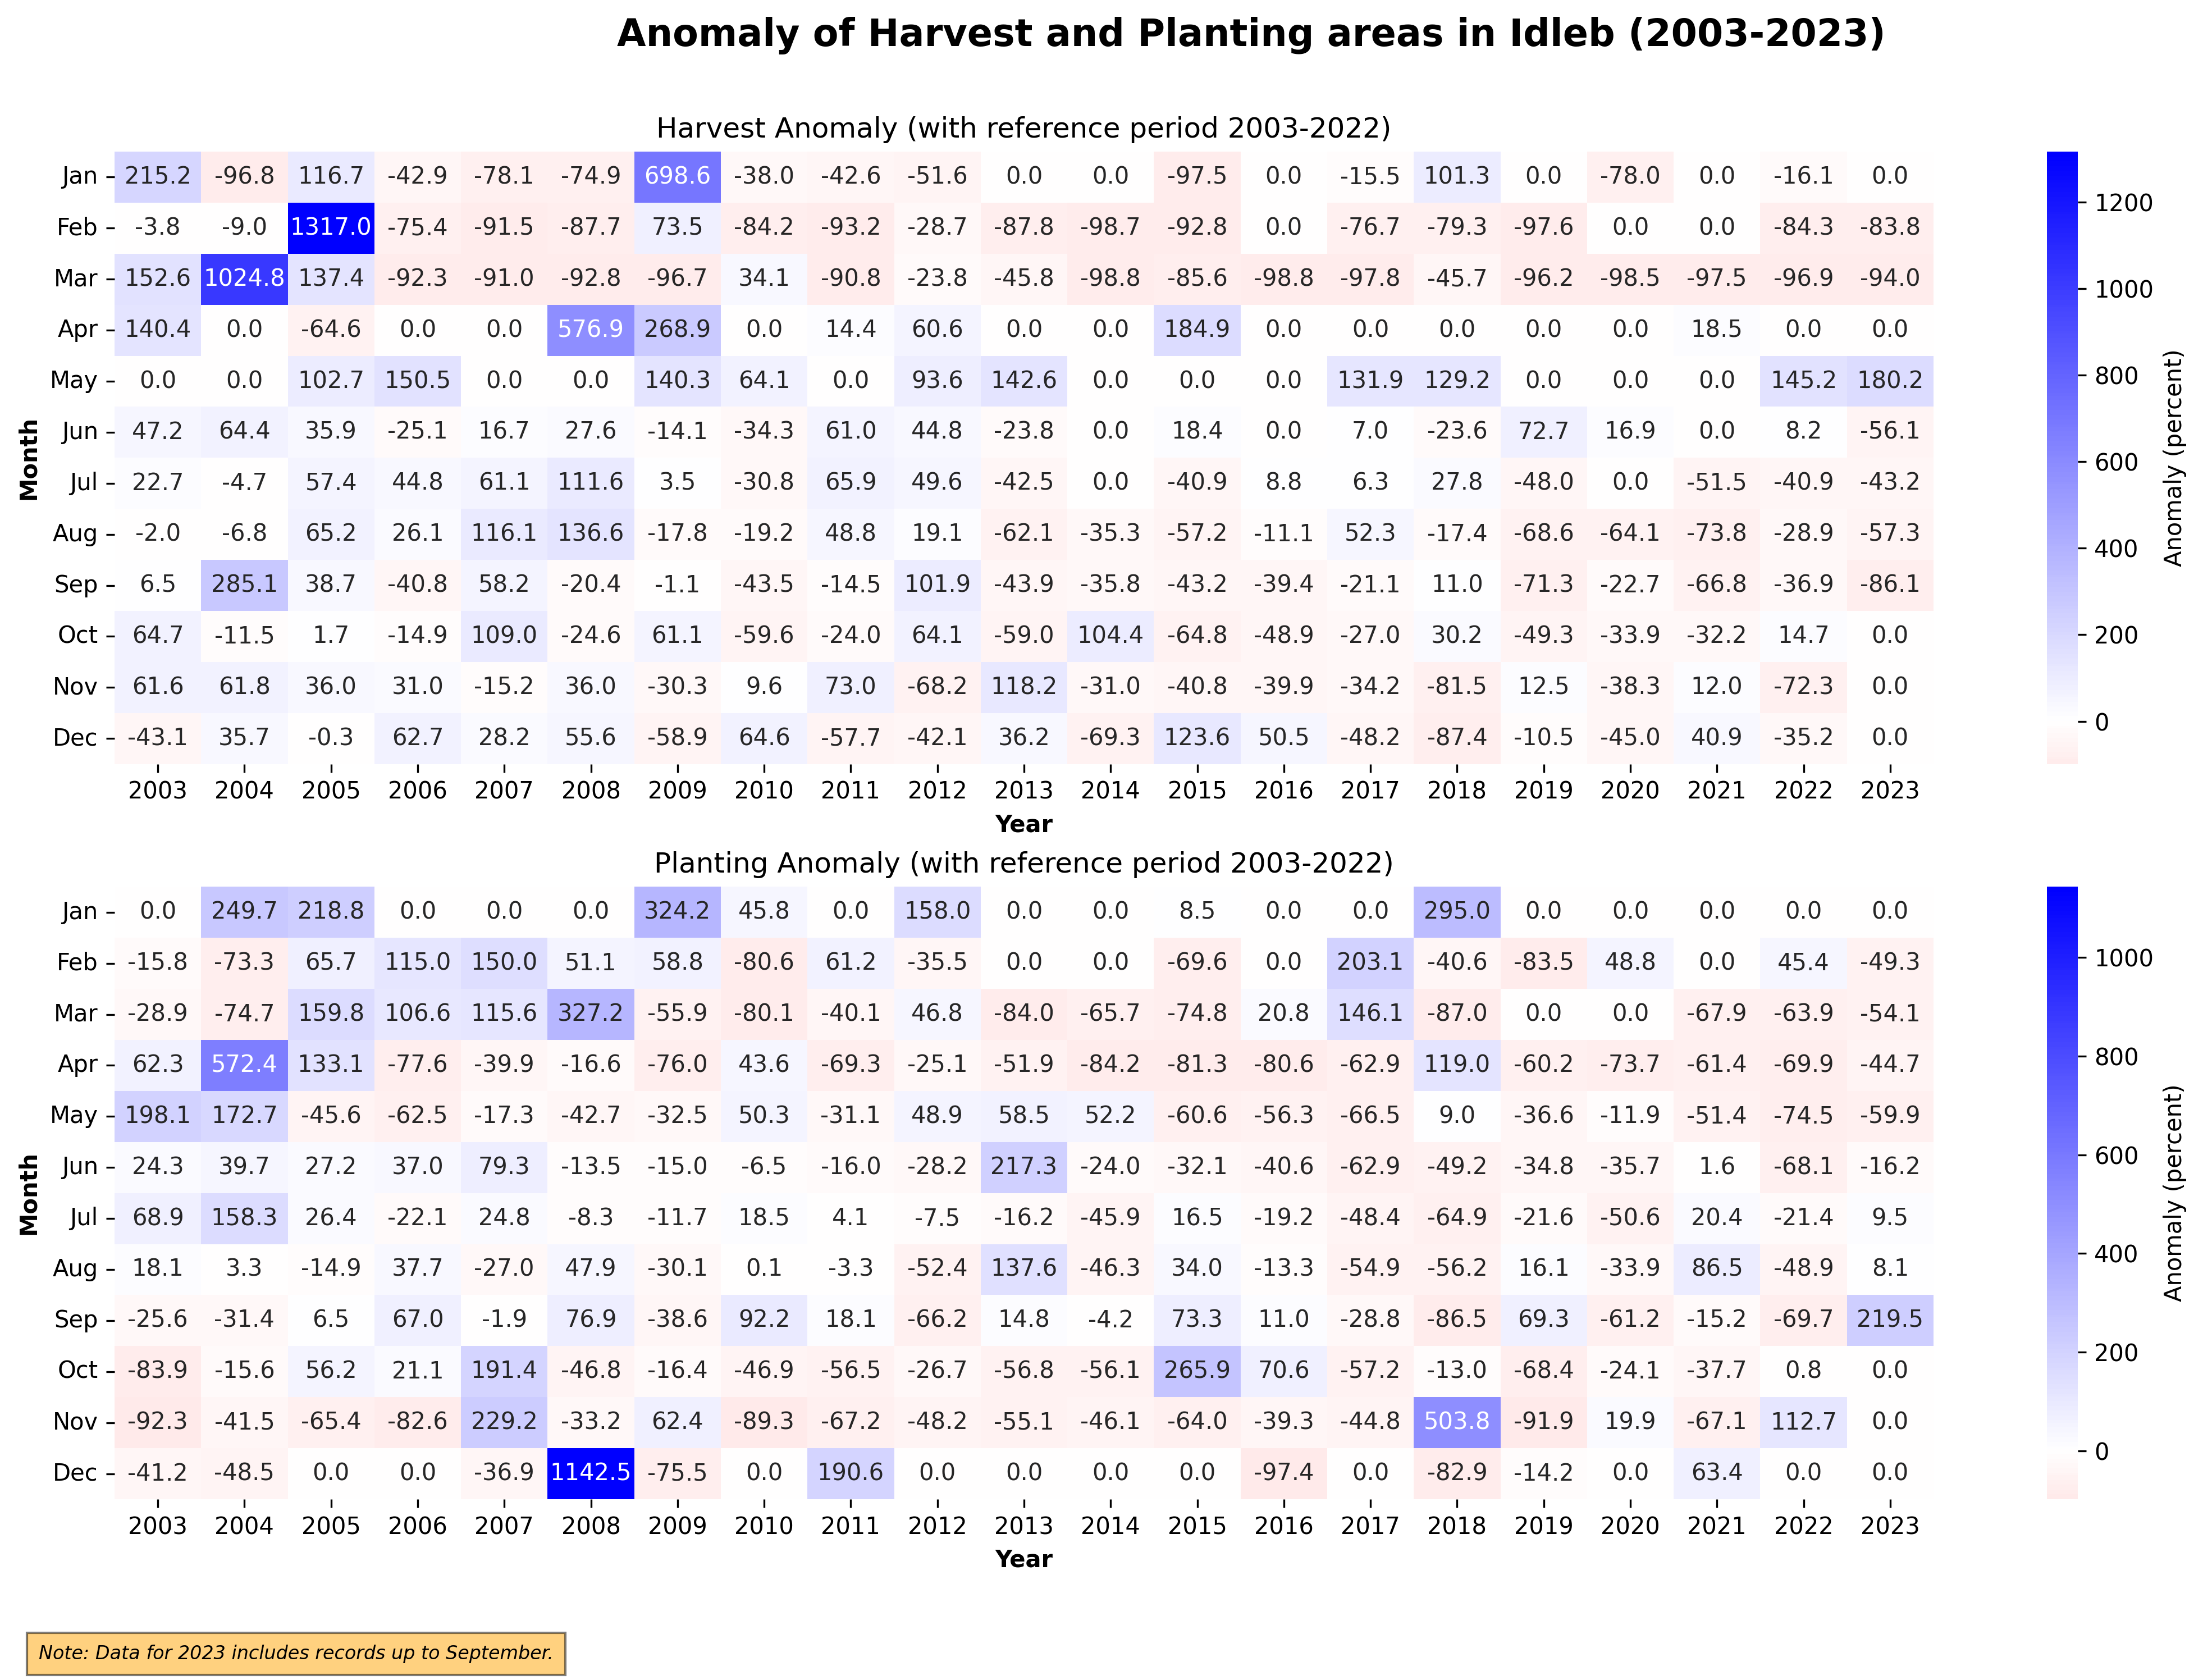 Anomaly of Harvest and Planting areas in Idleb (2003-2023)
Harvest Anomaly (with reference period 2003-2022)
Jan 215.2 -96.8 116.7 -42.9 -78.1 -74.9 698.6 -38.0 -42.6 -51.6 0.0 0.0 -97.5 0.0 -15.5 101.3 0.0 -78.0 0.0 -16.1 0.0
Feb -3.8 -9.0 1317.0 -75.4 -91.5 -87.7 73.5 -84.2 -93.2 -28.7 -87.8 -98.7 -92.8 0.0 -76.7 -79.3 -97.6 0.0 0.0 -84.3 -83.8
Mar 152.6 1024.8 137.4 -92.3 -91.0 -92.8 -96.7 34.1 -90.8 -23.8 -45.8 -98.8 -85.6 -98.8 -97.8 -45.7 -96.2 -98.5 -97.5 -96.9 -94.0
Apr 140.4 0.0 -64.6 0.0 0.0 576.9 268.9 0.0 14.4 60.6 0.0 0.0 184.9 0.0 0.0 0.0 0.0 0.0 18.5 0.0 0.0
May 0.0 0.0 102.7 150.5 0.0 0.0 140.3 64.1 0.0 93.6 142.6 0.0 0.0 0.0 131.9 129.2 0.0 0.0 0.0 145.2 180.2
Jun 47.2 64.4 35.9 -25.1 16.7 27.6 -14.1 -34.3 61.0 44.8 -23.8 0.0 18.4 0.0 7.0 -23.6 72.7 16.9 0.0 8.2 -56.1
Jul 22.7 -4.7 57.4 44.8 61.1 111.6 3.5 -30.8 65.9 49.6 -42.5 0.0 -40.9 8.8 6.3 27.8 -48.0 0.0 -51.5 -40.9 -43.2
Aug -2.0 -6.8 65.2 26.1 116.1 136.6 -17.8 -19.2 48.8 19.1 -62.1 -35.3 -57.2 -11.1 52.3 -17.4 -68.6 -64.1 -73.8 -28.9 -57.3
Sep 6.5 285.1 38.7 -40.8 58.2 -20.4 -1.1 -43.5 -14.5 101.9 -43.9 -35.8 -43.2 -39.4 -21.1 11.0 -71.3 -22.7 -66.8 -36.9 -86.1
Oct 64.7 -11.5 1.7 -14.9 109.0 -24.6 61.1 -59.6 -24.0 64.1 -59.0 104.4 -64.8 -48.9 -27.0 30.2 -49.3 -33.9 -32.2 14.7 0.0
Nov 61.6 61.8 36.0 31.0 -15.2 36.0 -30.3 9.6 73.0 -68.2 118.2 -31.0 -40.8 -39.9 -34.2 -81.5 12.5 -38.3 12.0 -72.3 0.0
Dec -43.1 35.7 -0.3 62.7 28.2 55.6 -58.9 64.6 -57.7 -42.1 36.2 -69.3 123.6 50.5 -48.2 -87.4 -10.5 -45.0 40.9 -35.2 0.0
2003 2004 2005 2006 2007 2008 2009 2010 2011 2012 2013 2014 2015 2016 2017 2018 2019 2020 2021 2022 2023
Month
Year
1200
1000
800
600
400
200
0
Anomaly (percent)
Planting Anomaly (with reference period 2003-2022)
Jan 0.0 249.7 218.8 0.0 0.0 0.0 324.2 45.8 0.0 158.0 0.0 0.0 8.5 0.0 0.0 295.0 0.0 0.0 0.0 0.0 0.0
Feb -15.8 -73.3 65.7 115.0 150.0 51.1 58.8 -80.6 61.2 -35.5 0.0 0.0 -69.6 0.0 203.1 -40.6 -83.5 48.8 0.0 45.4 -49.3
Mar -28.9 -74.7 159.8 106.6 115.6 327.2 -55.9 -80.1 -40.1 46.8 -84.0 -65.7 -74.8 20.8 146.1 -87.0 0.0 0.0 -67.9 -63.9 -54.1
Apr 62.3 572.4 133.1 -77.6 -39.9 -16.6 -76.0 43.6 -69.3 -25.1 -51.9 -84.2 -81.3 -80.6 -62.9 119.0 -60.2 -73.7 -61.4 -69.9 -44.7
May 198.1 172.7 -45.6 -62.5 -17.3 -42.7 -32.5 50.3 -31.1 48.9 58.5 52.2 -60.6 -56.3 -66.5 9.0 -36.6 -11.9 -51.4 -74.5 -59.9
Jun 24.3 39.7 27.2 37.0 79.3 -13.5 -15.0 -6.5 -16.0 -28.2 217.3 -24.0 -32.1 -40.6 -62.9 -49.2 -34.8 -35.7 1.6 -68.1 -16.2
Jul 68.9 158.3 26.4 -22.1 24.8 -8.3 -11.7 18.5 4.1 -7.5 -16.2 -45.9 16.5 -19.2 -48.4 -64.9 -21.6 -50.6 20.4 -21.4 9.5
Aug 18.1 3.3 -14.9 37.7 -27.0 47.9 -30.1 0.1 -3.3 -52.4 137.6 -46.3 34.0 -13.3 -54.9 -56.2 16.1 -33.9 86.5 -48.9 8.1
Sep -25.6 -31.4 6.5 67.0 -1.9 76.9 -38.6 92.2 18.1 -66.2 14.8 -4.2 73.3 11.0 -28.8 -86.5 69.3 -61.2 -15.2 -69.7 219.5
Oct -83.9 -15.6 56.2 21.1 191.4 -46.8 -16.4 -46.9 -56.5 -26.7 -56.8 -56.1 265.9 70.6 -57.2 -13.0 -68.4 -24.1 -37.7 0.8 0.0
Nov -92.3 -41.5 -65.4 -82.6 229.2 -33.2 62.4 -89.3 -67.2 -48.2 -55.1 -46.1 -64.0 -39.3 -44.8 503.8 -91.9 19.9 -67.1 112.7 0.0
Dec -41.2 -48.5 0.0 0.0 -36.9 1142.5 -75.5 0.0 190.6 0.0 0.0 0.0 0.0 -97.4 0.0 -82.9 -14.2 0.0 63.4 0.0 0.0
2003 2004 2005 2006 2007 2008 2009 2010 2011 2012 2013 2014 2015 2016 2017 2018 2019 2020 2021 2022 2023
Month
Year
1000
800
600
400
200
0
Anomaly (percent)
Note: Data for 2023 includes records up to September.